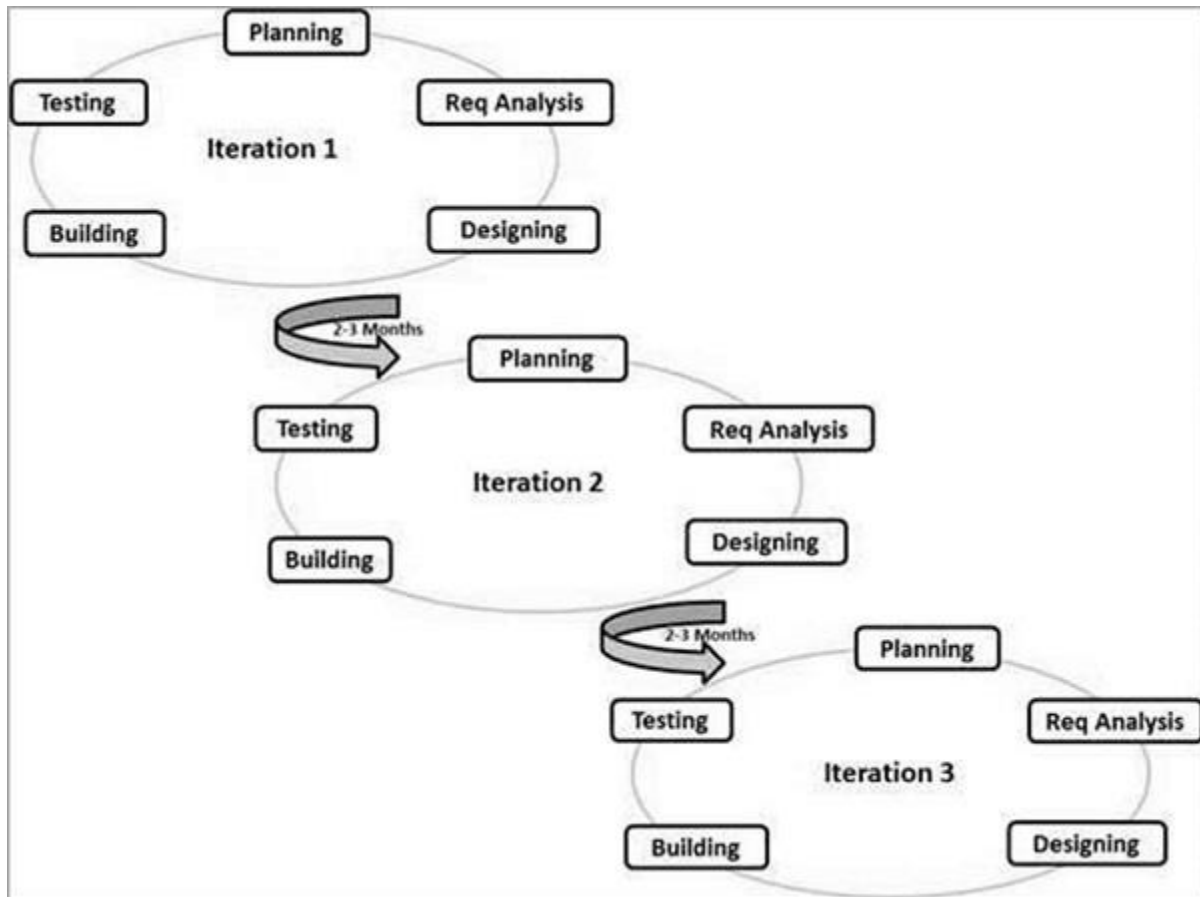 Planning
Testing
Req Analysis
Iteration 1
Building
Designing
2-3 Months
Planning
Testing
Req Analysis
Iteration 2
Building
Designing
2-3 Months
Planning
Testing
Req Analysis
Iteration 3
Building
Designing